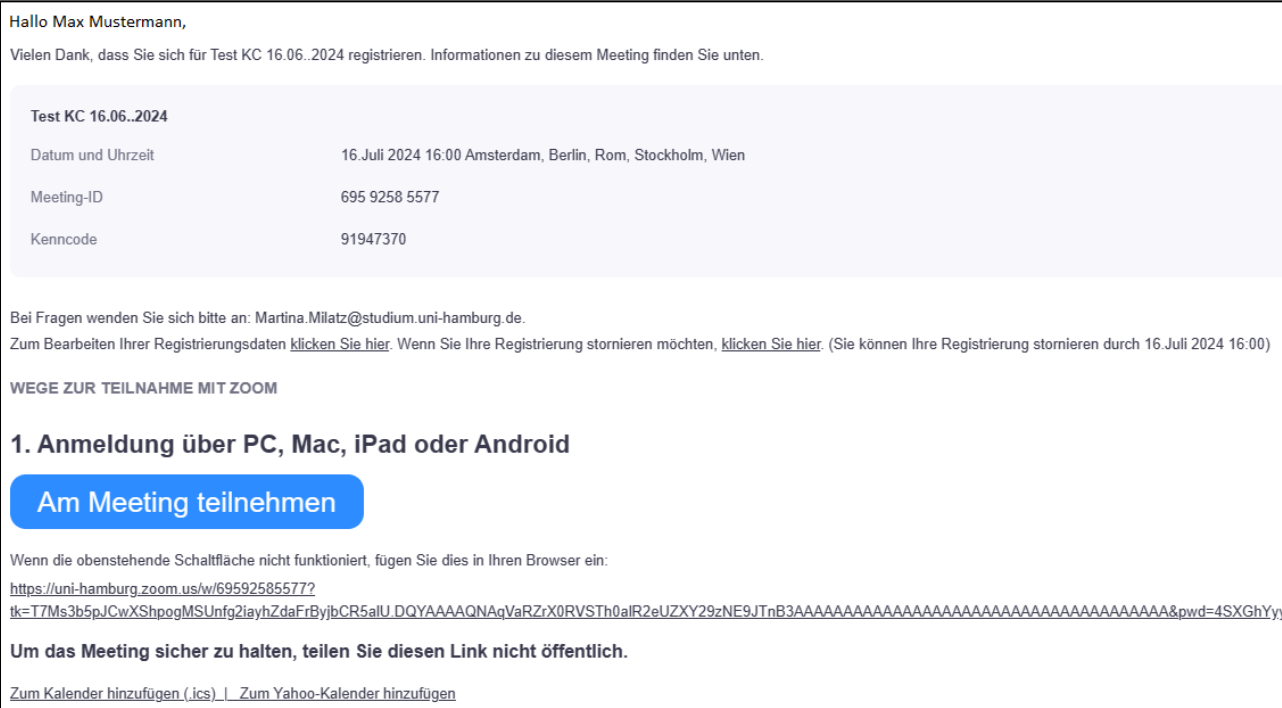 Hallo Max Mustermann,
Vielen Dank, dass Sie sich für Test KC 16.06..2024 registrieren. Informationen zu diesem Meeting finden Sie unten.
Test KC 16.06..2024
Datum und Uhrzeit 16.Juli 2024 16:00 Amsterdam, Berlin, Rom, Stockholm, Wien
Meeting-ID 695 9258 5577
Kenncode 91947370
Bei Fragen wenden Sie sich bitte an: Martina.Milatz@studium.uni-hamburg.de.
Zum Bearbeiten Ihrer Registrierungsdaten klicken Sie hier. Wenn Sie Ihre Registrierung stornieren möchten, klicken Sie hier. (Sie können Ihre Registrierung stornieren durch 16.Juli 2024 16:00)
WEGE ZUR TEILNAHME MIT ZOOM
1. Anmeldung über PC, Mac, iPad oder Android
Am Meeting teilnehmen
Wenn die obenstehende Schaltfläche nicht funktioniert, fügen Sie dies in Ihren Browser ein:
https://uni-hamburg.zoom.us/w/69592585577?
Um das Meeting sicher zu halten, teilen Sie diesen Link nicht öffentlich.
Zum Kalender hinzufügen (.ics) | Zum Yahoo-Kalender hinzufügen